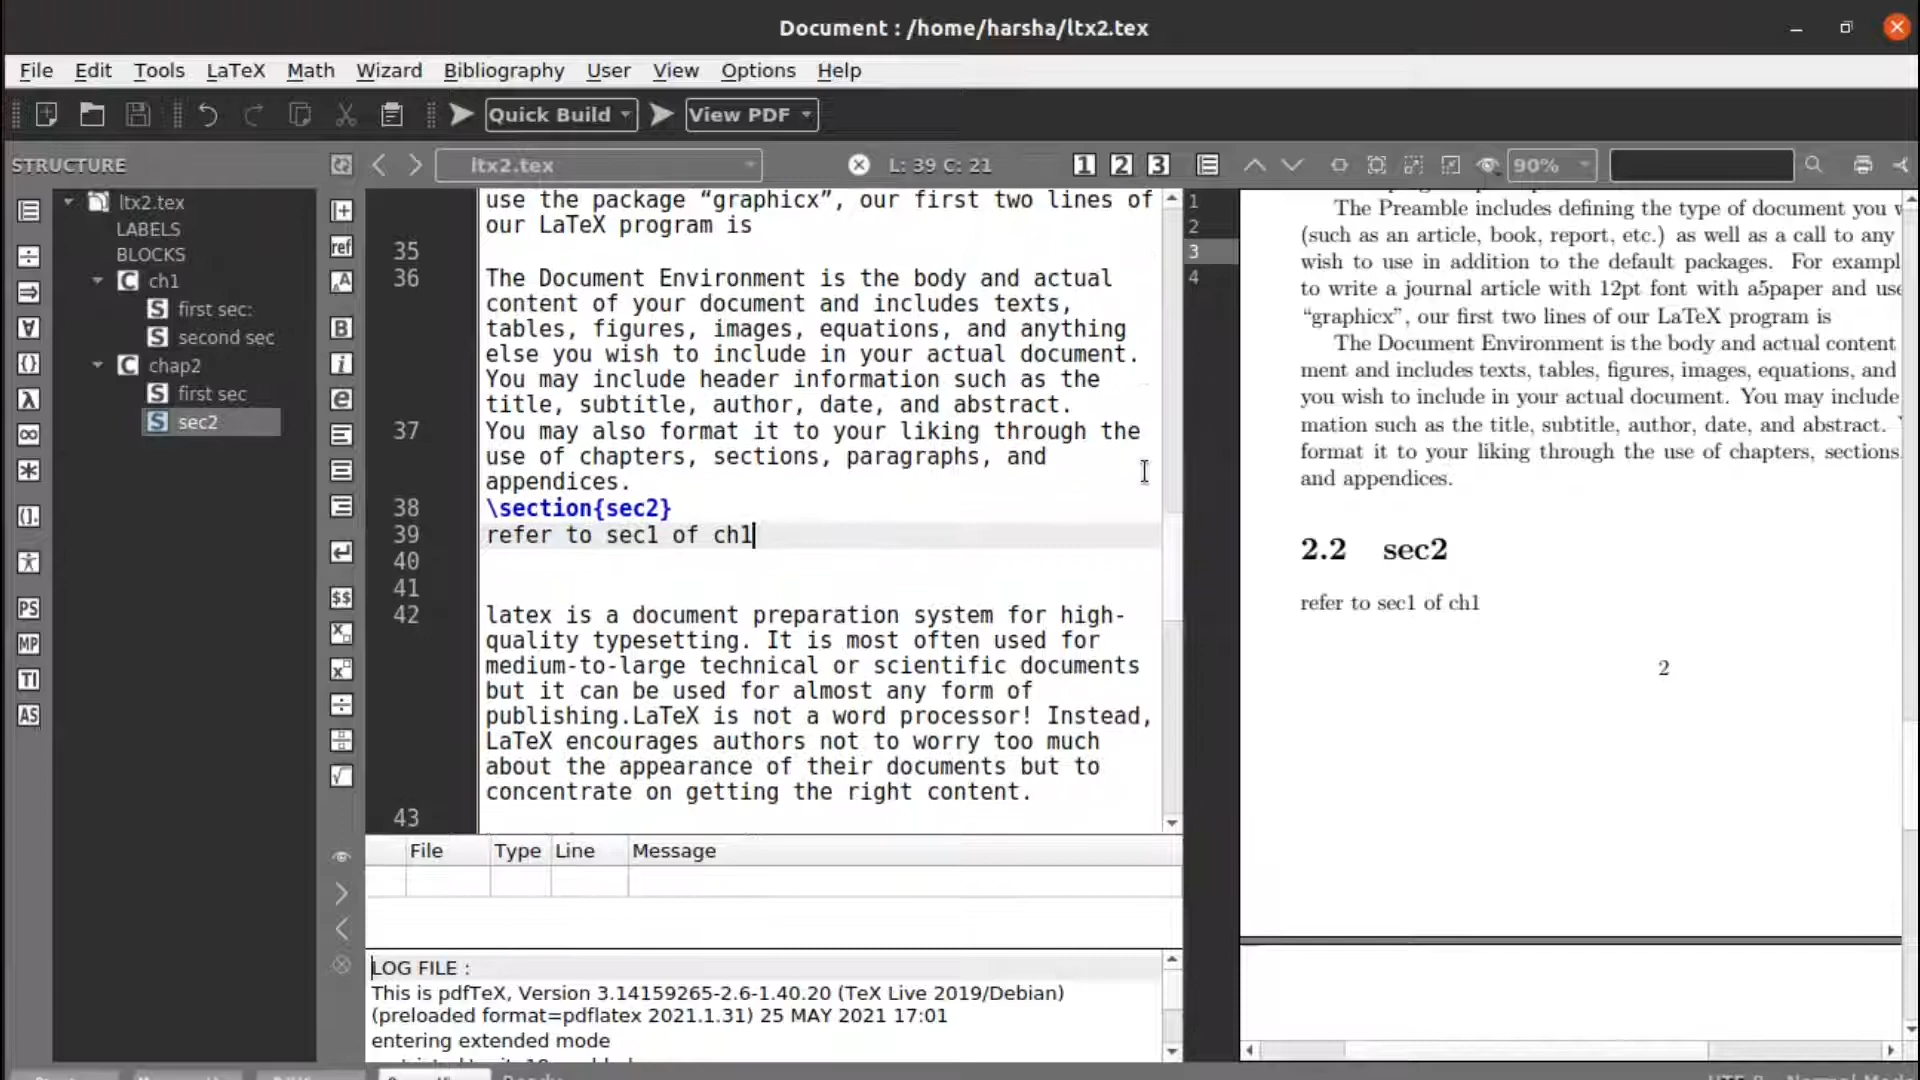 Document : /home/harsha/ltx2.tex
File Edit Tools LaTeX Math Wizard Bibliography User View Options Help
Quick Build View PDF
STRUCTURE
ltx2.tex
L: 39 C: 21
1 2 3
90%
ltx2.tex
LABELS
BLOCKS
ch1
first sec:
second sec
chap2
first sec
sec2
use the package “graphicx”, our first two lines of
our LaTeX program is
35
36 The Document Environment is the body and actual
content of your document and includes texts,
tables, figures, images, equations, and anything
else you wish to include in your actual document.
You may include header information such as the
title, subtitle, author, date, and abstract.
37 You may also format it to your liking through the
use of chapters, sections, paragraphs, and
appendices.
38 \section{sec2}
39 refer to sec1 of ch1
40
41
42 latex is a document preparation system for high-
quality typesetting. It is most often used for
medium-to-large technical or scientific documents
but it can be used for almost any form of
publishing.LaTeX is not a word processor! Instead,
LaTeX encourages authors not to worry too much
about the appearance of their documents but to
concentrate on getting the right content.
43
File Type Line Message
LOG FILE :
This is pdfTeX, Version 3.14159265-2.6-1.40.20 (TeX Live 2019/Debian)
(preloaded format=pdflatex 2021.1.31) 25 MAY 2021 17:01
entering extended mode
1
2
3
4
The Preamble includes defining the type of document you
(such as an article, book, report, etc.) as well as a call to any
wish to use in addition to the default packages. For exampl
to write a journal article with 12pt font with a5paper and use
“graphicx”, our first two lines of our LaTeX program is
The Document Environment is the body and actual content
ment and includes texts, tables, figures, images, equations, and
you wish to include in your actual document. You may include
mation such as the title, subtitle, author, date, and abstract.
format it to your liking through the use of chapters, sections
and appendices.
2.2 sec2
refer to sec1 of ch1
2